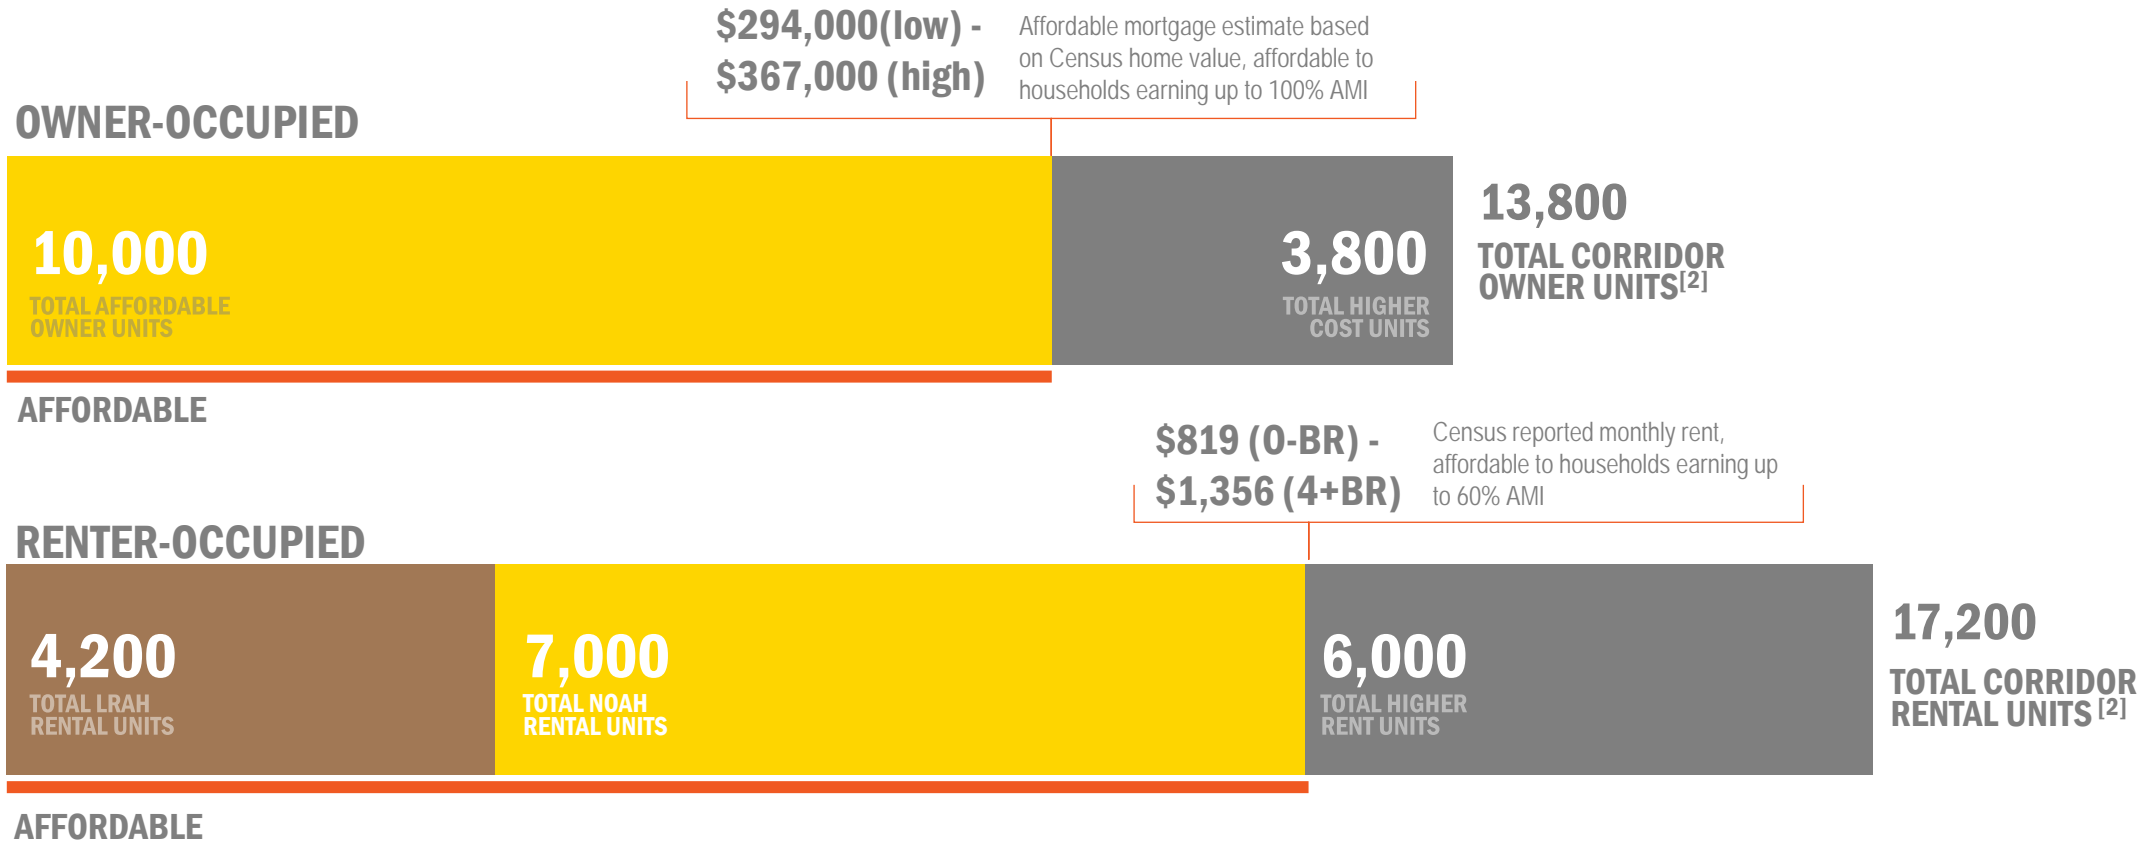 $294,000(low) -
$367,000 (high)
Affordable mortgage estimate based
on Census home value, affordable to
households earning up to 100% AMI
OWNER-OCCUPIED
10,000
TOTAL AFFORDABLE
OWNER UNITS
3,800
TOTAL HIGHER
COST UNITS
13,800
TOTAL CORRIDOR
OWNER UNITS[2]
AFFORDABLE
$819 (0-BR) -
$1,356 (4+BR)
Census reported monthly rent,
affordable to households earning up
to 60% AMI
RENTER-OCCUPIED
4,200
TOTAL LRAH
RENTAL UNITS
7,000
TOTAL NOAH
RENTAL UNITS
6,000
TOTAL HIGHER
RENT UNITS
17,200
TOTAL CORRIDOR
RENTAL UNITS [2]
AFFORDABLE